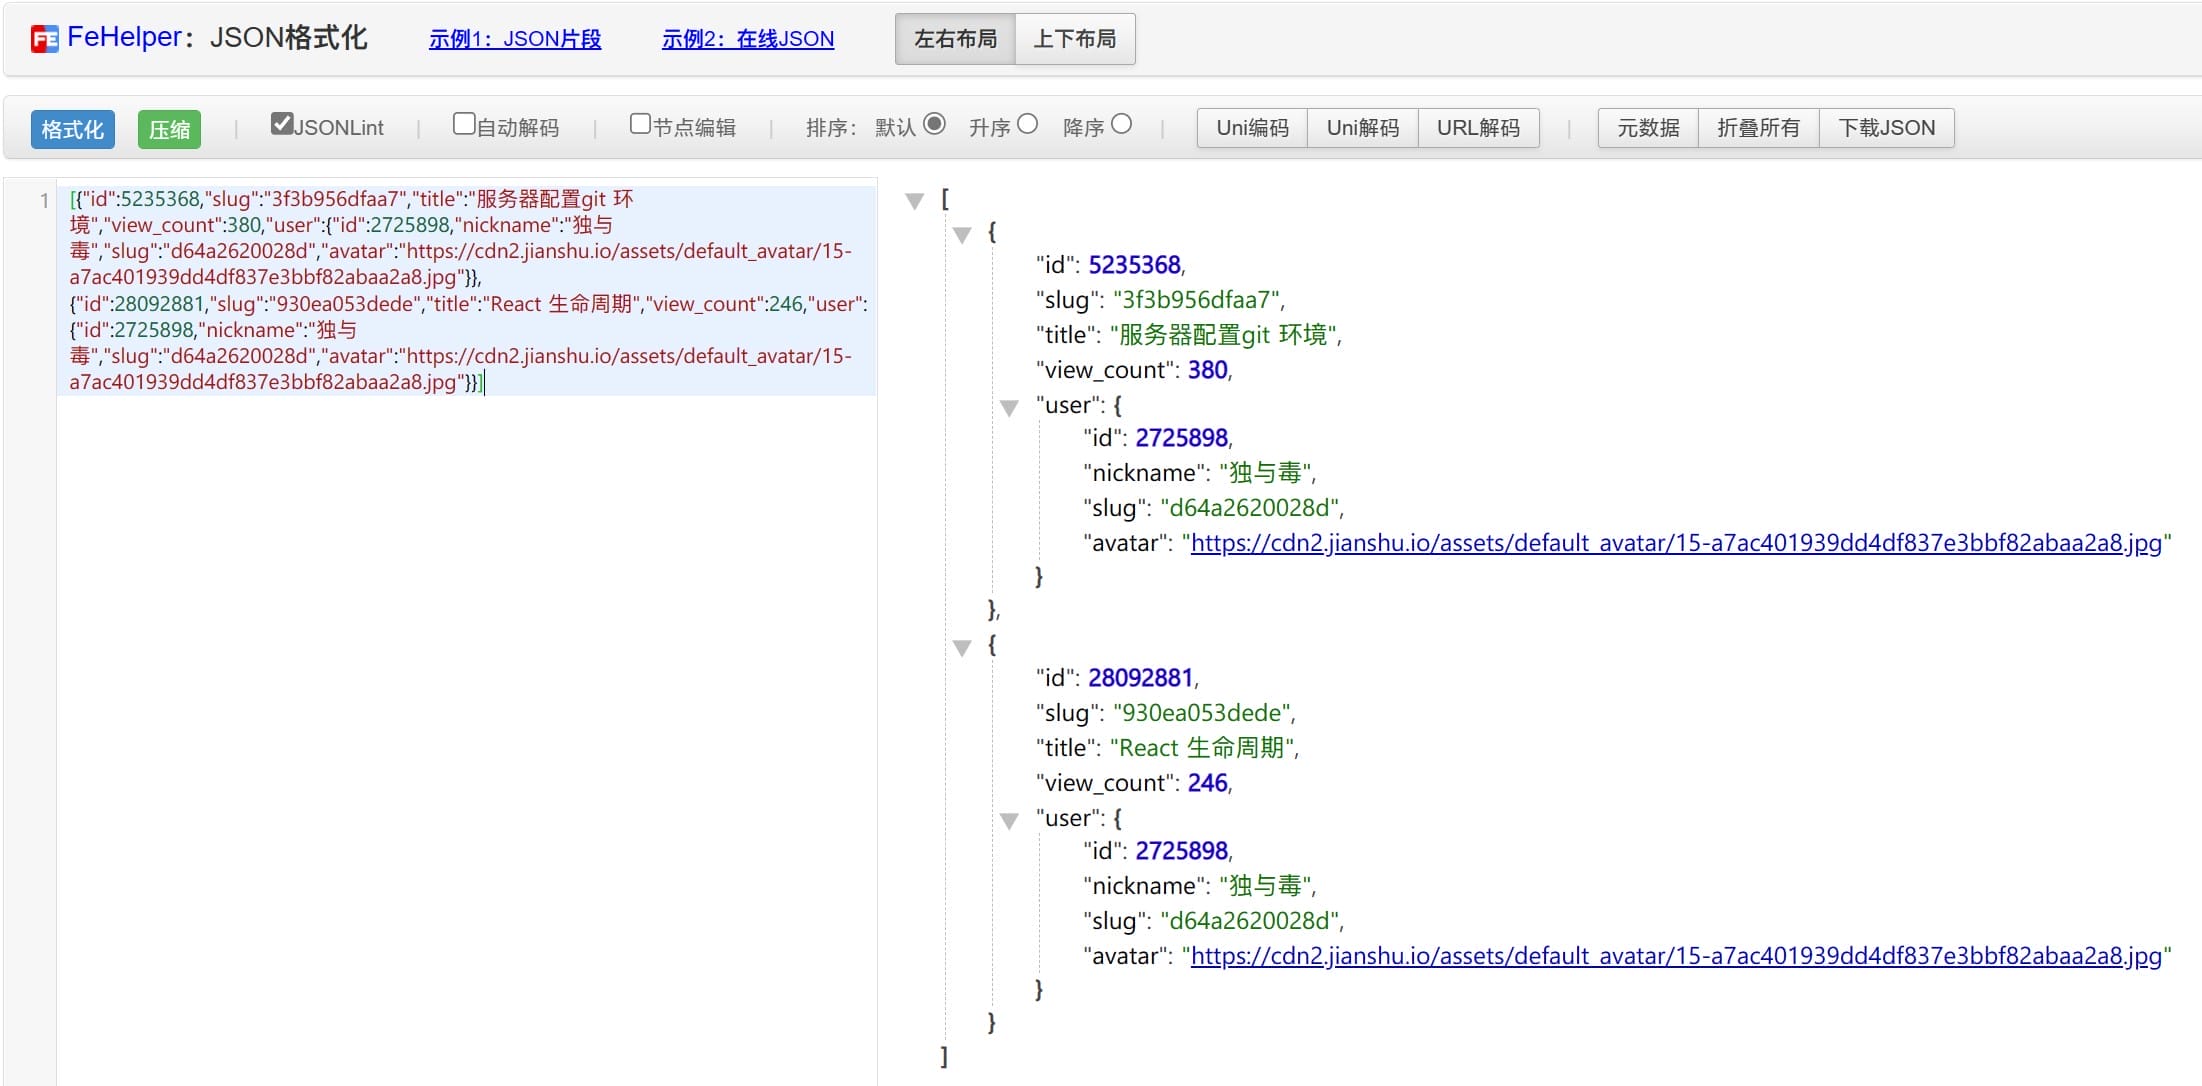 FeHelper：JSON格式化 示例1：JSON片段 示例2：在线JSON 左右布局 上下布局
格式化 压缩 | JSONLint | 自动解码 | 节点编辑 | 排序： 默认 升序 降序 | Uni编码 Uni解码 URL解码 | 元数据 折叠所有 下载JSON
1 [{"id":5235368,"slug":"3f3b956dfaa7","title":"服务器配置git 环
境","view_count":380,"user":{"id":2725898,"nickname":"独与
毒","slug":"d64a2620028d","avatar":"https://cdn2.jianshu.io/assets/default_avatar/15-
a7ac401939dd4df837e3bbf82abaa2a8.jpg"}},
{"id":28092881,"slug":"930ea053dede","title":"React 生命周期","view_count":246,"user":
{"id":2725898,"nickname":"独与
毒","slug":"d64a2620028d","avatar":"https://cdn2.jianshu.io/assets/default_avatar/15-
a7ac401939dd4df837e3bbf82abaa2a8.jpg"}}]
[
{
"id": 5235368,
"slug": "3f3b956dfaa7",
"title": "服务器配置git 环境",
"view_count": 380,
"user": {
"id": 2725898,
"nickname": "独与毒",
"slug": "d64a2620028d",
"avatar": "https://cdn2.jianshu.io/assets/default_avatar/15-a7ac401939dd4df837e3bbf82abaa2a8.jpg"
}
},
{
"id": 28092881,
"slug": "930ea053dede",
"title": "React 生命周期",
"view_count": 246,
"user": {
"id": 2725898,
"nickname": "独与毒",
"slug": "d64a2620028d",
"avatar": "https://cdn2.jianshu.io/assets/default_avatar/15-a7ac401939dd4df837e3bbf82abaa2a8.jpg"
}
}
]